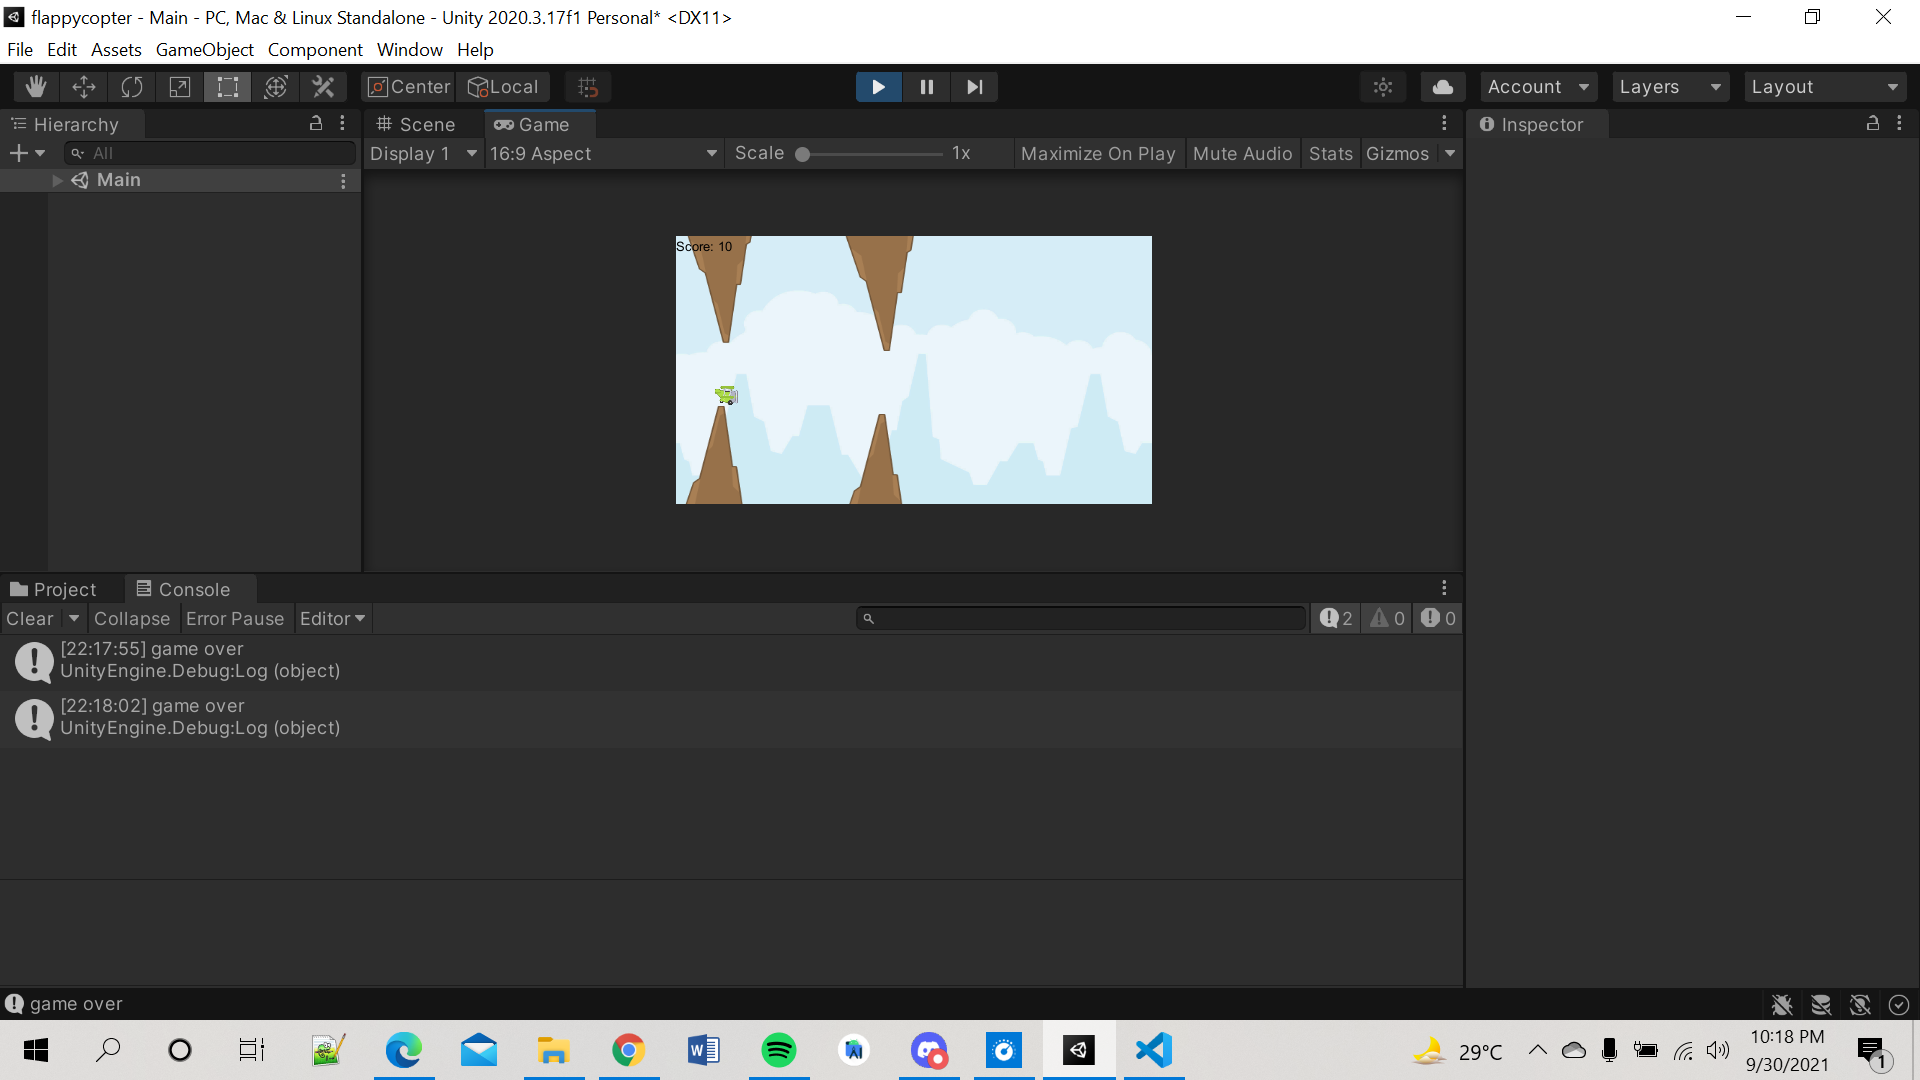 flappycopter - Main - PC, Mac & Linux Standalone - Unity 2020.3.17f1 Personal* <DX11>
File Edit Assets GameObject Component Window Help
Center Local Account Layers Layout
Hierarchy Scene Game Inspector
All Display 1 16:9 Aspect Scale 1x Maximize On Play Mute Audio Stats Gizmos
Main
Score: 10
Project Console
Clear Collapse Error Pause Editor 2 0 0
[22:17:55] game over
UnityEngine.Debug:Log (object)
[22:18:02] game over
UnityEngine.Debug:Log (object)
game over
29°C 10:18 PM
9/30/2021
1